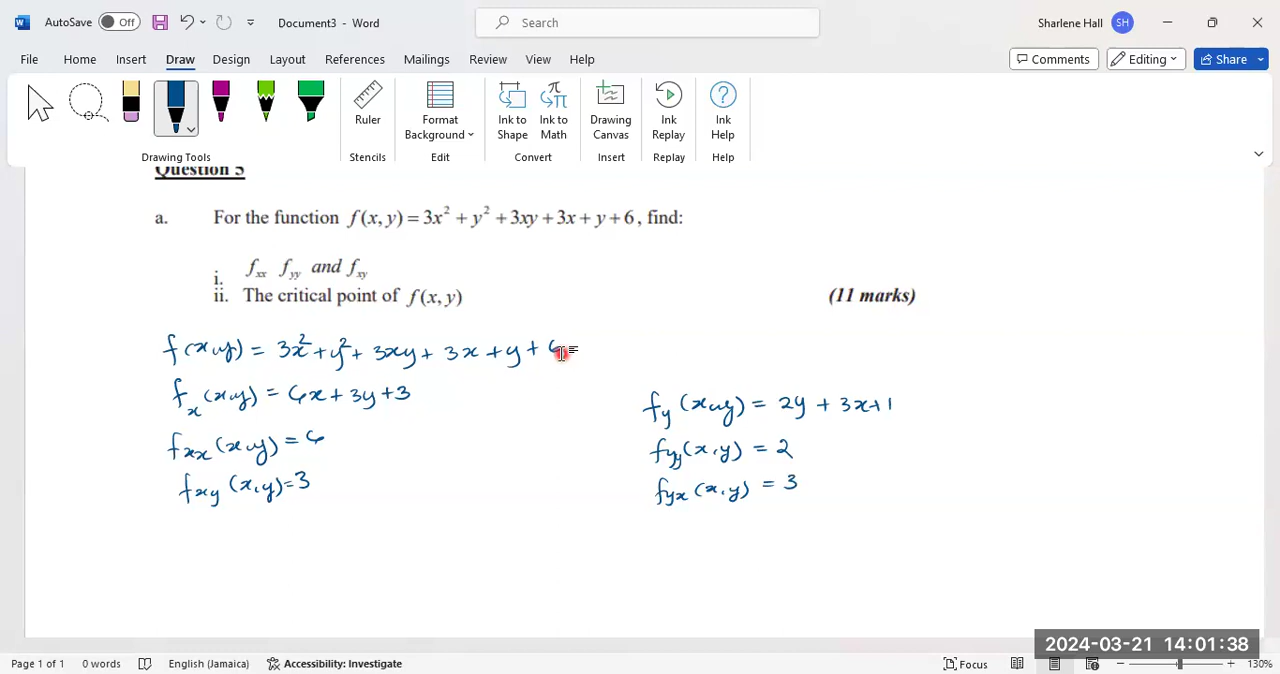 AutoSave Off Document3 - Word Search Sharlene Hall SH
File Home Insert Draw Design Layout References Mailings Review View Help Comments Editing Share
Ruler Format Background Ink to Shape Ink to Math Drawing Canvas Ink Replay Ink Help
Drawing Tools Stencils Edit Convert Insert Replay Help
Question 5
a. For the function f(x, y) = 3x² + y² + 3xy + 3x + y + 6, find:
i. fxx fyy and fxy
ii. The critical point of f(x, y) (11 marks)
f(x,y) = 3x² + y² + 3xy + 3x + y + 6
fx(x,y) = 6x + 3y + 3
fy(x,y) = 2y + 3x + 1
fxx(x,y) = 6
fyy(x,y) = 2
fxy(x,y) = 3
fyx(x,y) = 3
2024-03-21 14:01:38
Page 1 of 1 0 words English (Jamaica) Accessibility: Investigate Focus 130%